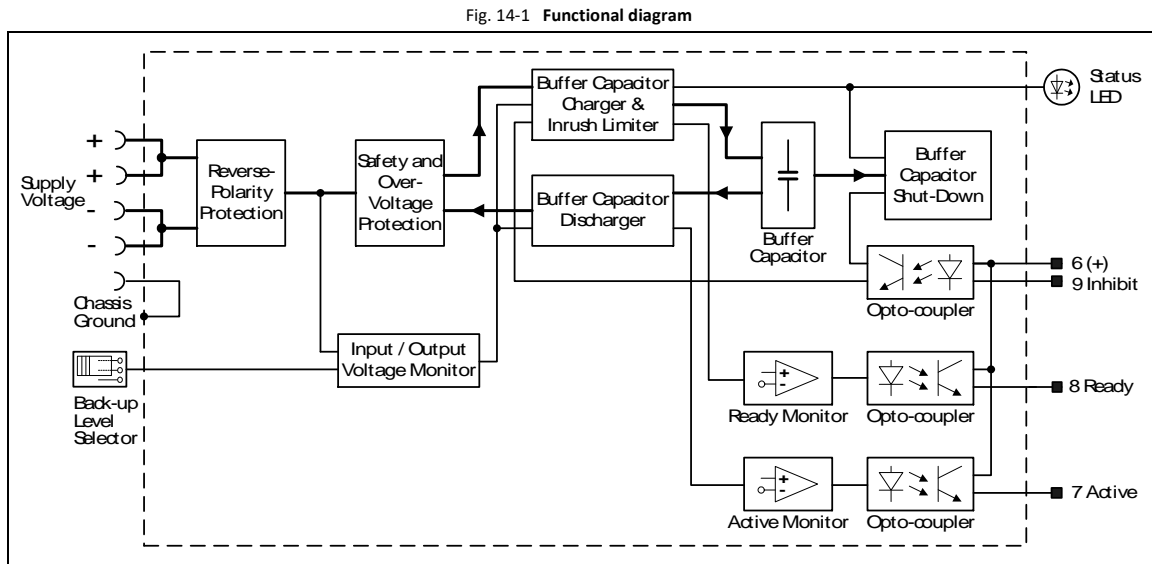 Fig. 14-1 Functional diagram
Buffer Capacitor
Charger &
Inrush Limiter
Status
LED
+
+
-
-
Supply
Voltage
Reverse-
Polarity
Protection
Safety and
Over-
Voltage
Protection
Buffer Capacitor
Discharger
Buffer
Capacitor
Buffer
Capacitor
Shut-Down
Chassis
Ground
Opto-coupler
6 (+)
9 Inhibit
Input / Output
Voltage Monitor
Back-up
Level
Selector
+
-
Ready Monitor
Opto-coupler
8 Ready
+
-
Active Monitor
Opto-coupler
7 Active